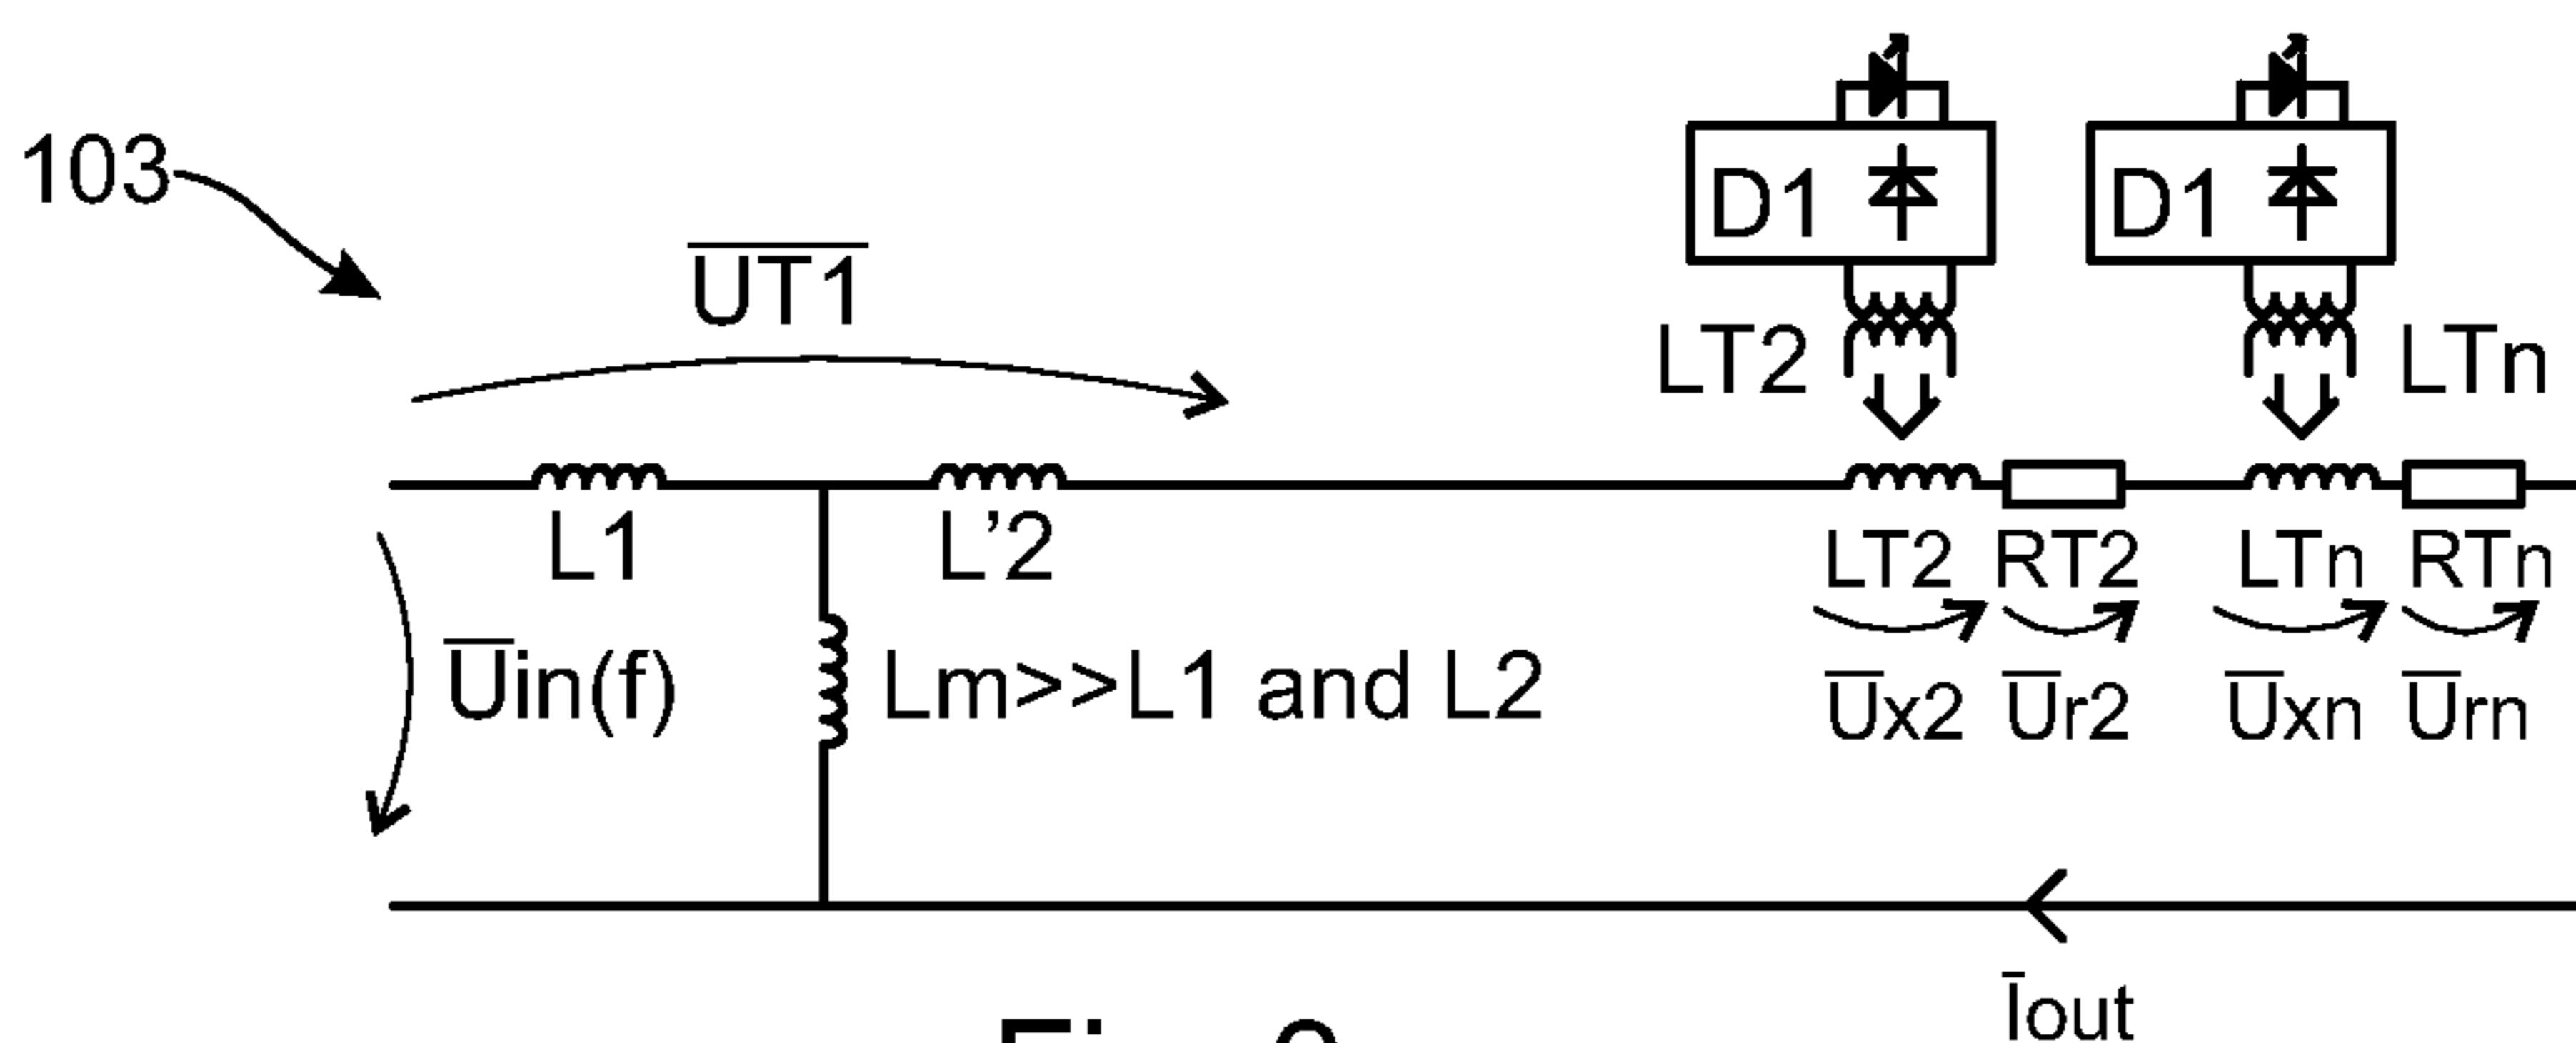 103
UT1
D1 D1
LT2 LTn
L1 L'2
LT2 RT2 LTn RTn
Uin(f) Lm>>L1 and L2
Ux2 Ur2 Uxn Urn
Iout